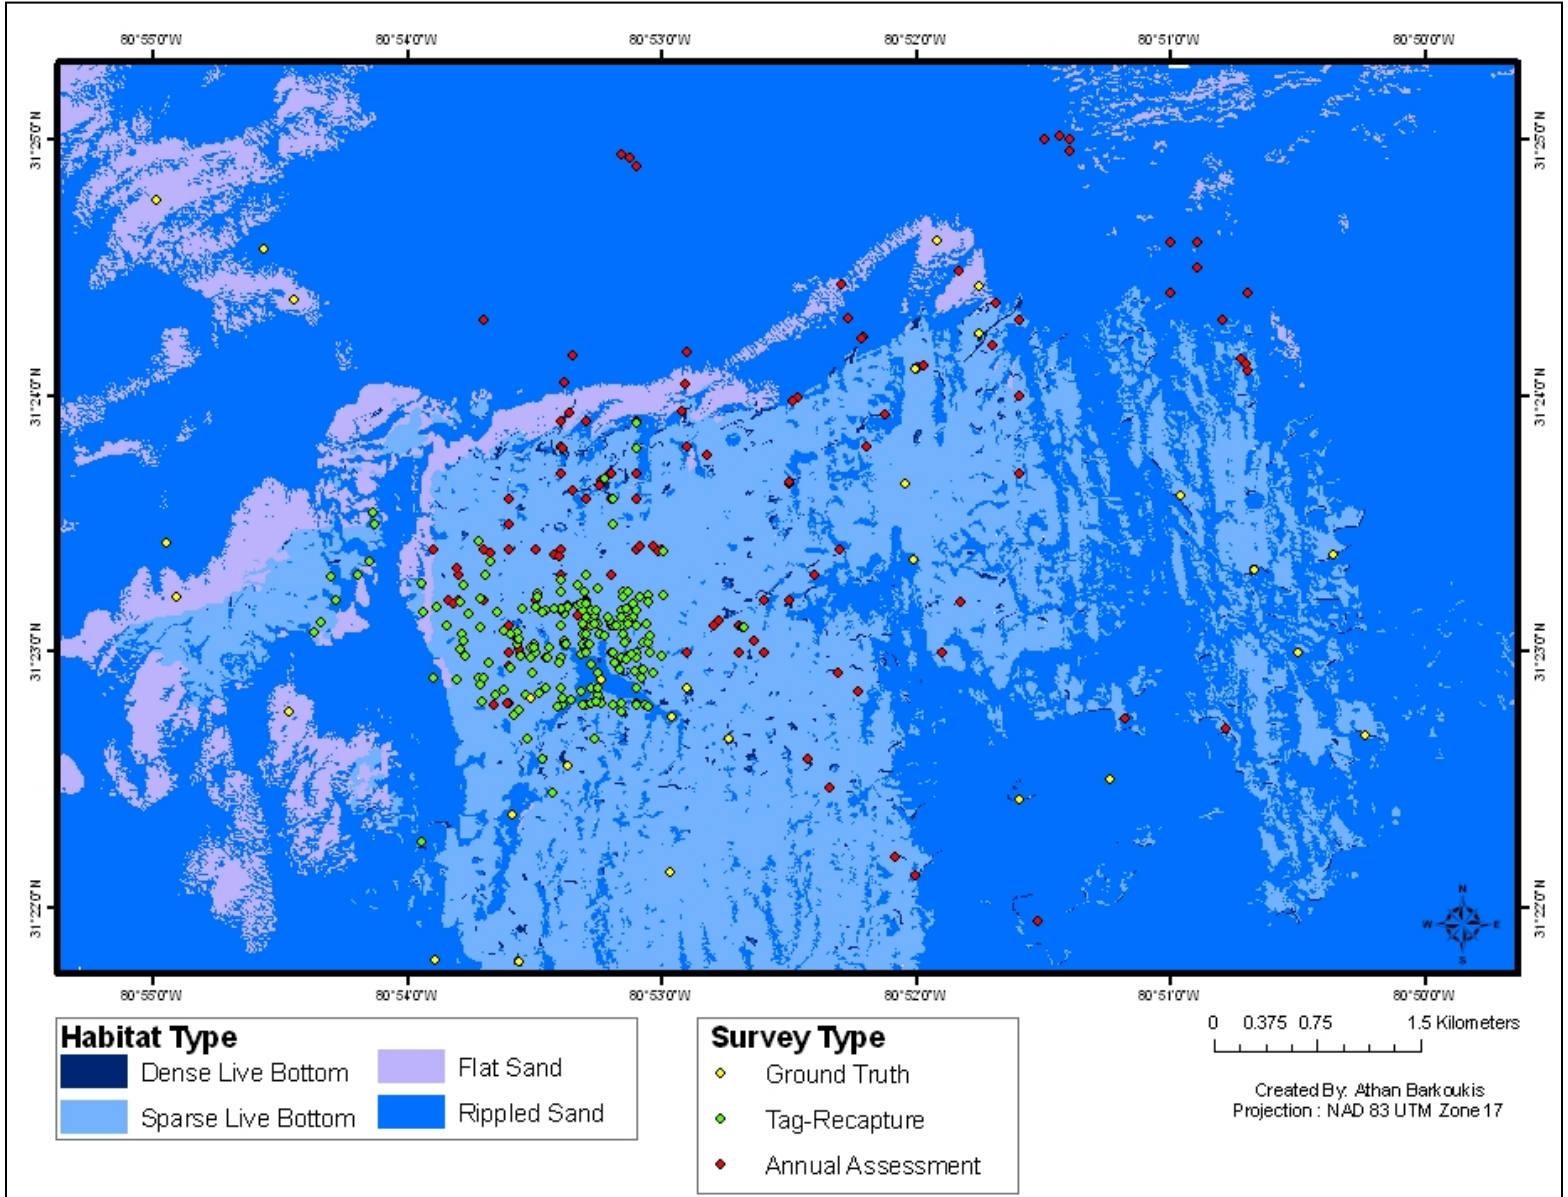 80°55'0"W 80°54'0"W 80°53'0"W 80°52'0"W 80°51'0"W 80°50'0"W
31°25'0"N 31°25'0"N
31°24'0"N 31°24'0"N
31°23'0"N 31°23'0"N
31°22'0"N 31°22'0"N
N
W E
S
80°55'0"W 80°54'0"W 80°53'0"W 80°52'0"W 80°51'0"W 80°50'0"W
Habitat Type
Dense Live Bottom
Sparse Live Bottom
Flat Sand
Rippled Sand
Survey Type
Ground Truth
Tag-Recapture
Annual Assessment
0 0.375 0.75 1.5 Kilometers
Created By: Athan Barkoukis
Projection : NAD 83 UTM Zone 17